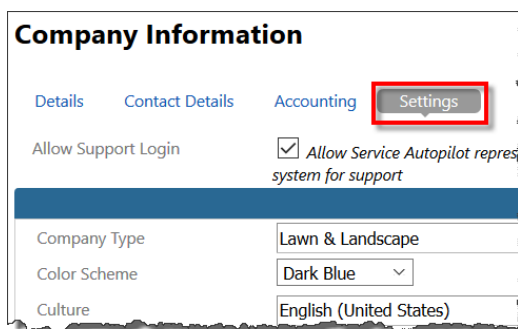 Company Information
Details Contact Details Accounting Settings
Allow Support Login Allow Service Autopilot
system for support
Company Type Lawn & Landscape
Color Scheme Dark Blue
Culture English (United States)